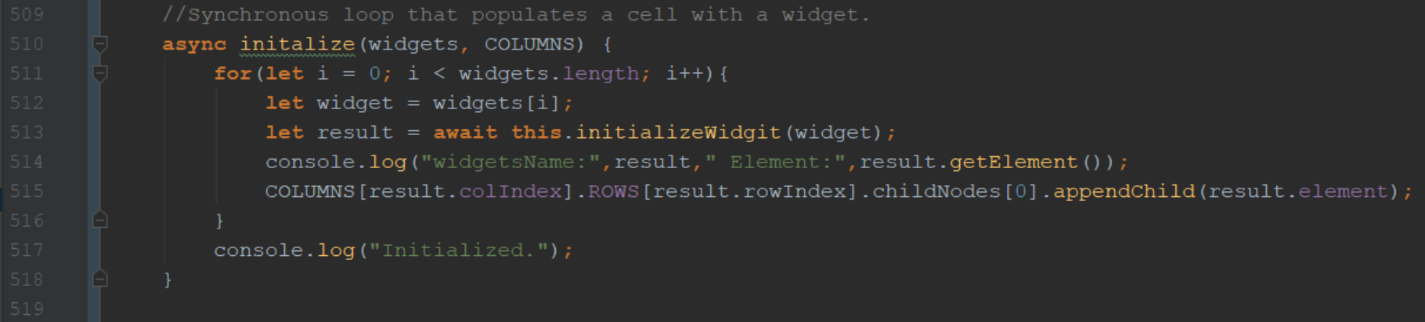 509 //Synchronous loop that populates a cell with a widget.
510 async initalize(widgets, COLUMNS) {
511 for(let i = 0; i < widgets.length; i++){
512 let widget = widgets[i];
513 let result = await this.initializeWidgit(widget);
514 console.log("widgetsName:",result," Element:",result.getElement());
515 COLUMNS[result.colIndex].ROWS[result.rowIndex].childNodes[0].appendChild(result.element);
516 }
517 console.log("Initialized.");
518 }
519